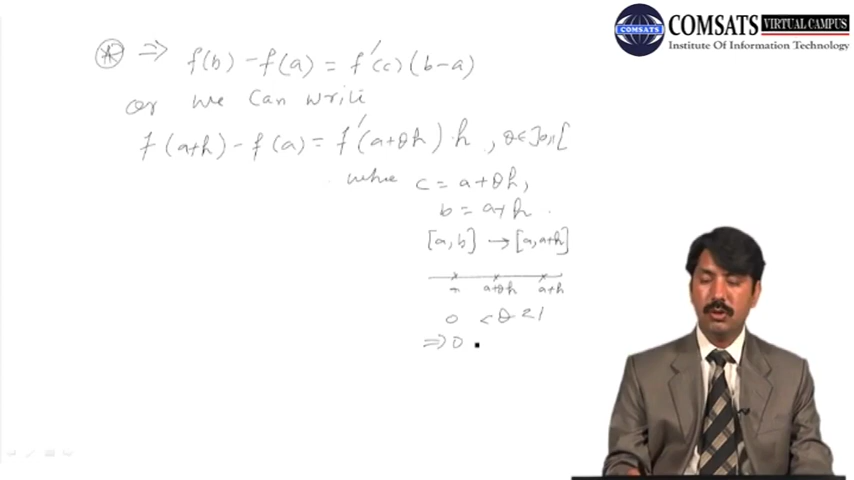 COMSATS VIRTUAL CAMPUS
Institute Of Information Technology
⊛ ⇒ f(b) - f(a) = f'(c) (b-a)
or we can write
f(a+h) - f(a) = f'(a+θh) · h , θ∈]0,1[
where c = a+θh,
b = a+h .
[a,b] → [a,a+h]
a a+θh a+h
0 < θ < 1
⇒ 0